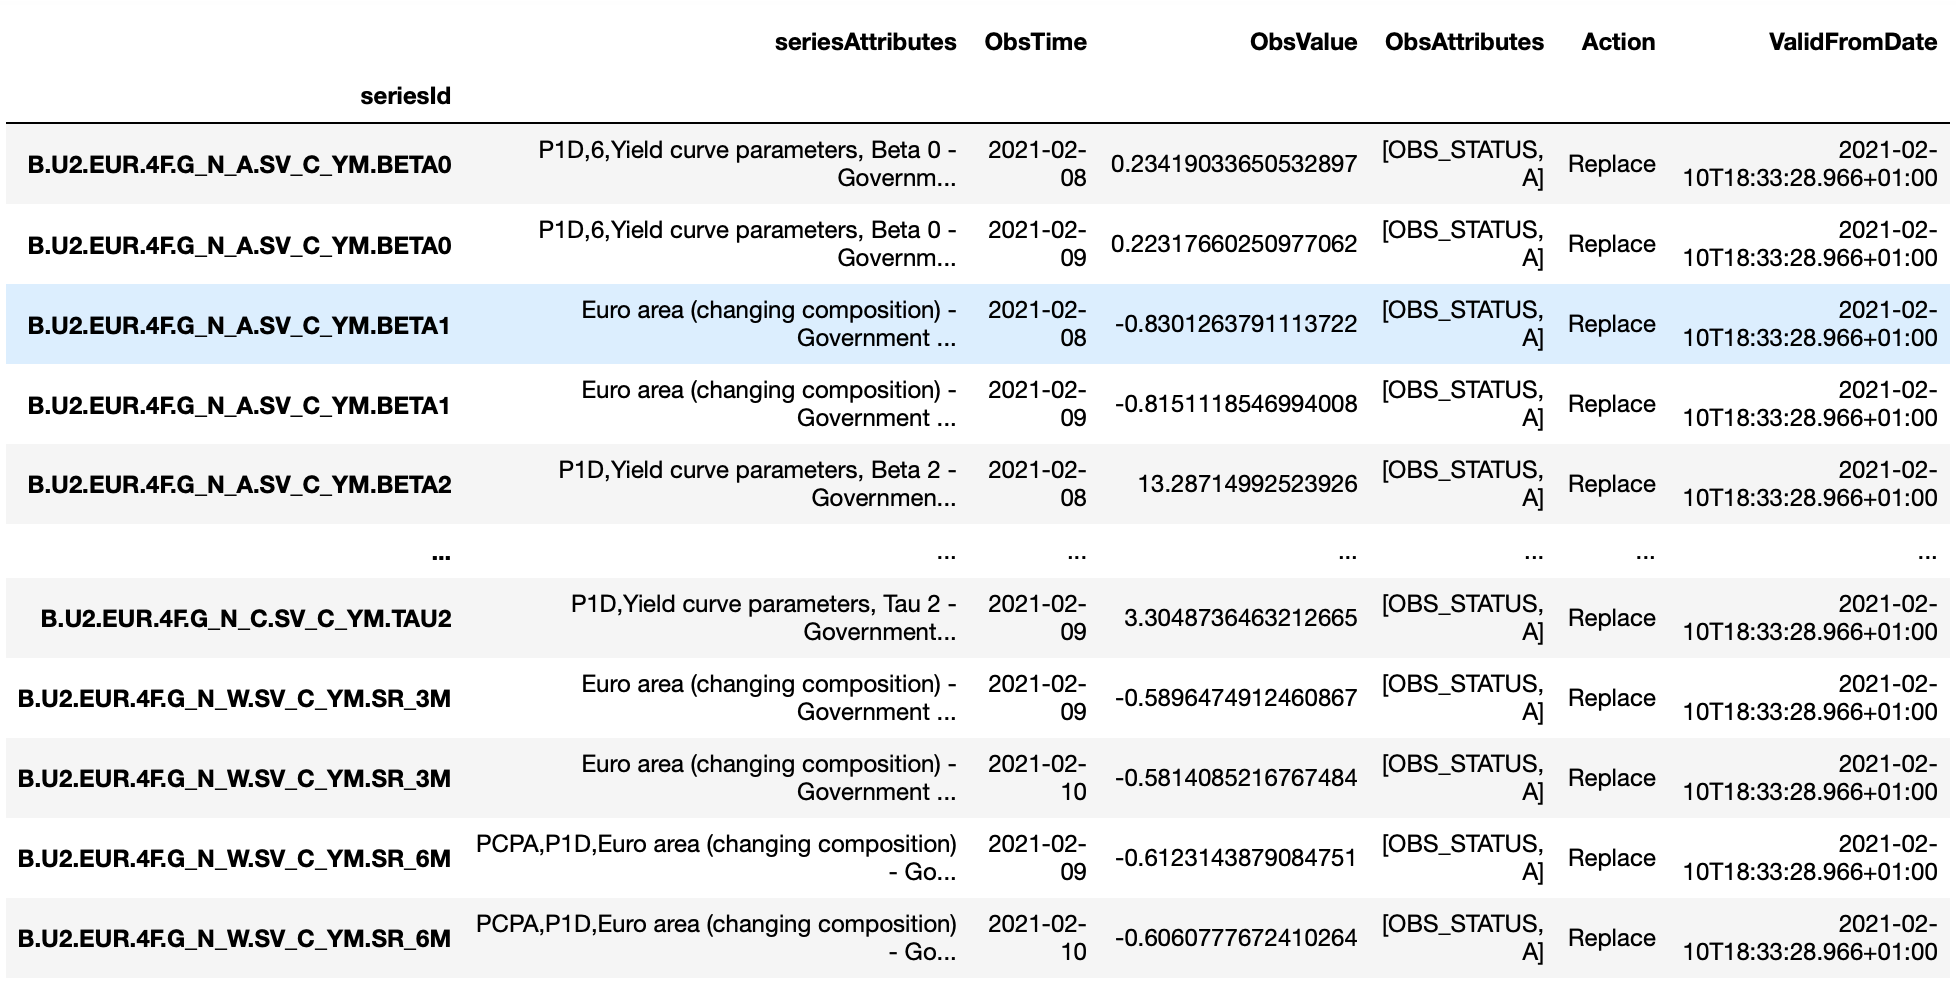 seriesAttributes ObsTime ObsValue ObsAttributes Action ValidFromDate
seriesId
B.U2.EUR.4F.G_N_A.SV_C_YM.BETA0 P1D,6,Yield curve parameters, Beta 0 - Governm... 2021-02-08 0.23419033650532897 [OBS_STATUS, A] Replace 2021-02-10T18:33:28.966+01:00
B.U2.EUR.4F.G_N_A.SV_C_YM.BETA0 P1D,6,Yield curve parameters, Beta 0 - Governm... 2021-02-09 0.22317660250977062 [OBS_STATUS, A] Replace 2021-02-10T18:33:28.966+01:00
B.U2.EUR.4F.G_N_A.SV_C_YM.BETA1 Euro area (changing composition) - Government ... 2021-02-08 -0.8301263791113722 [OBS_STATUS, A] Replace 2021-02-10T18:33:28.966+01:00
B.U2.EUR.4F.G_N_A.SV_C_YM.BETA1 Euro area (changing composition) - Government ... 2021-02-09 -0.8151118546994008 [OBS_STATUS, A] Replace 2021-02-10T18:33:28.966+01:00
B.U2.EUR.4F.G_N_A.SV_C_YM.BETA2 P1D,Yield curve parameters, Beta 2 - Governmen... 2021-02-08 13.28714992523926 [OBS_STATUS, A] Replace 2021-02-10T18:33:28.966+01:00
... ... ... ... ... ... ...
B.U2.EUR.4F.G_N_C.SV_C_YM.TAU2 P1D,Yield curve parameters, Tau 2 - Government... 2021-02-09 3.3048736463212665 [OBS_STATUS, A] Replace 2021-02-10T18:33:28.966+01:00
B.U2.EUR.4F.G_N_W.SV_C_YM.SR_3M Euro area (changing composition) - Government ... 2021-02-09 -0.5896474912460867 [OBS_STATUS, A] Replace 2021-02-10T18:33:28.966+01:00
B.U2.EUR.4F.G_N_W.SV_C_YM.SR_3M Euro area (changing composition) - Government ... 2021-02-10 -0.5814085216767484 [OBS_STATUS, A] Replace 2021-02-10T18:33:28.966+01:00
B.U2.EUR.4F.G_N_W.SV_C_YM.SR_6M PCPA,P1D,Euro area (changing composition) - Go... 2021-02-09 -0.6123143879084751 [OBS_STATUS, A] Replace 2021-02-10T18:33:28.966+01:00
B.U2.EUR.4F.G_N_W.SV_C_YM.SR_6M PCPA,P1D,Euro area (changing composition) - Go... 2021-02-10 -0.6060777672410264 [OBS_STATUS, A] Replace 2021-02-10T18:33:28.966+01:00